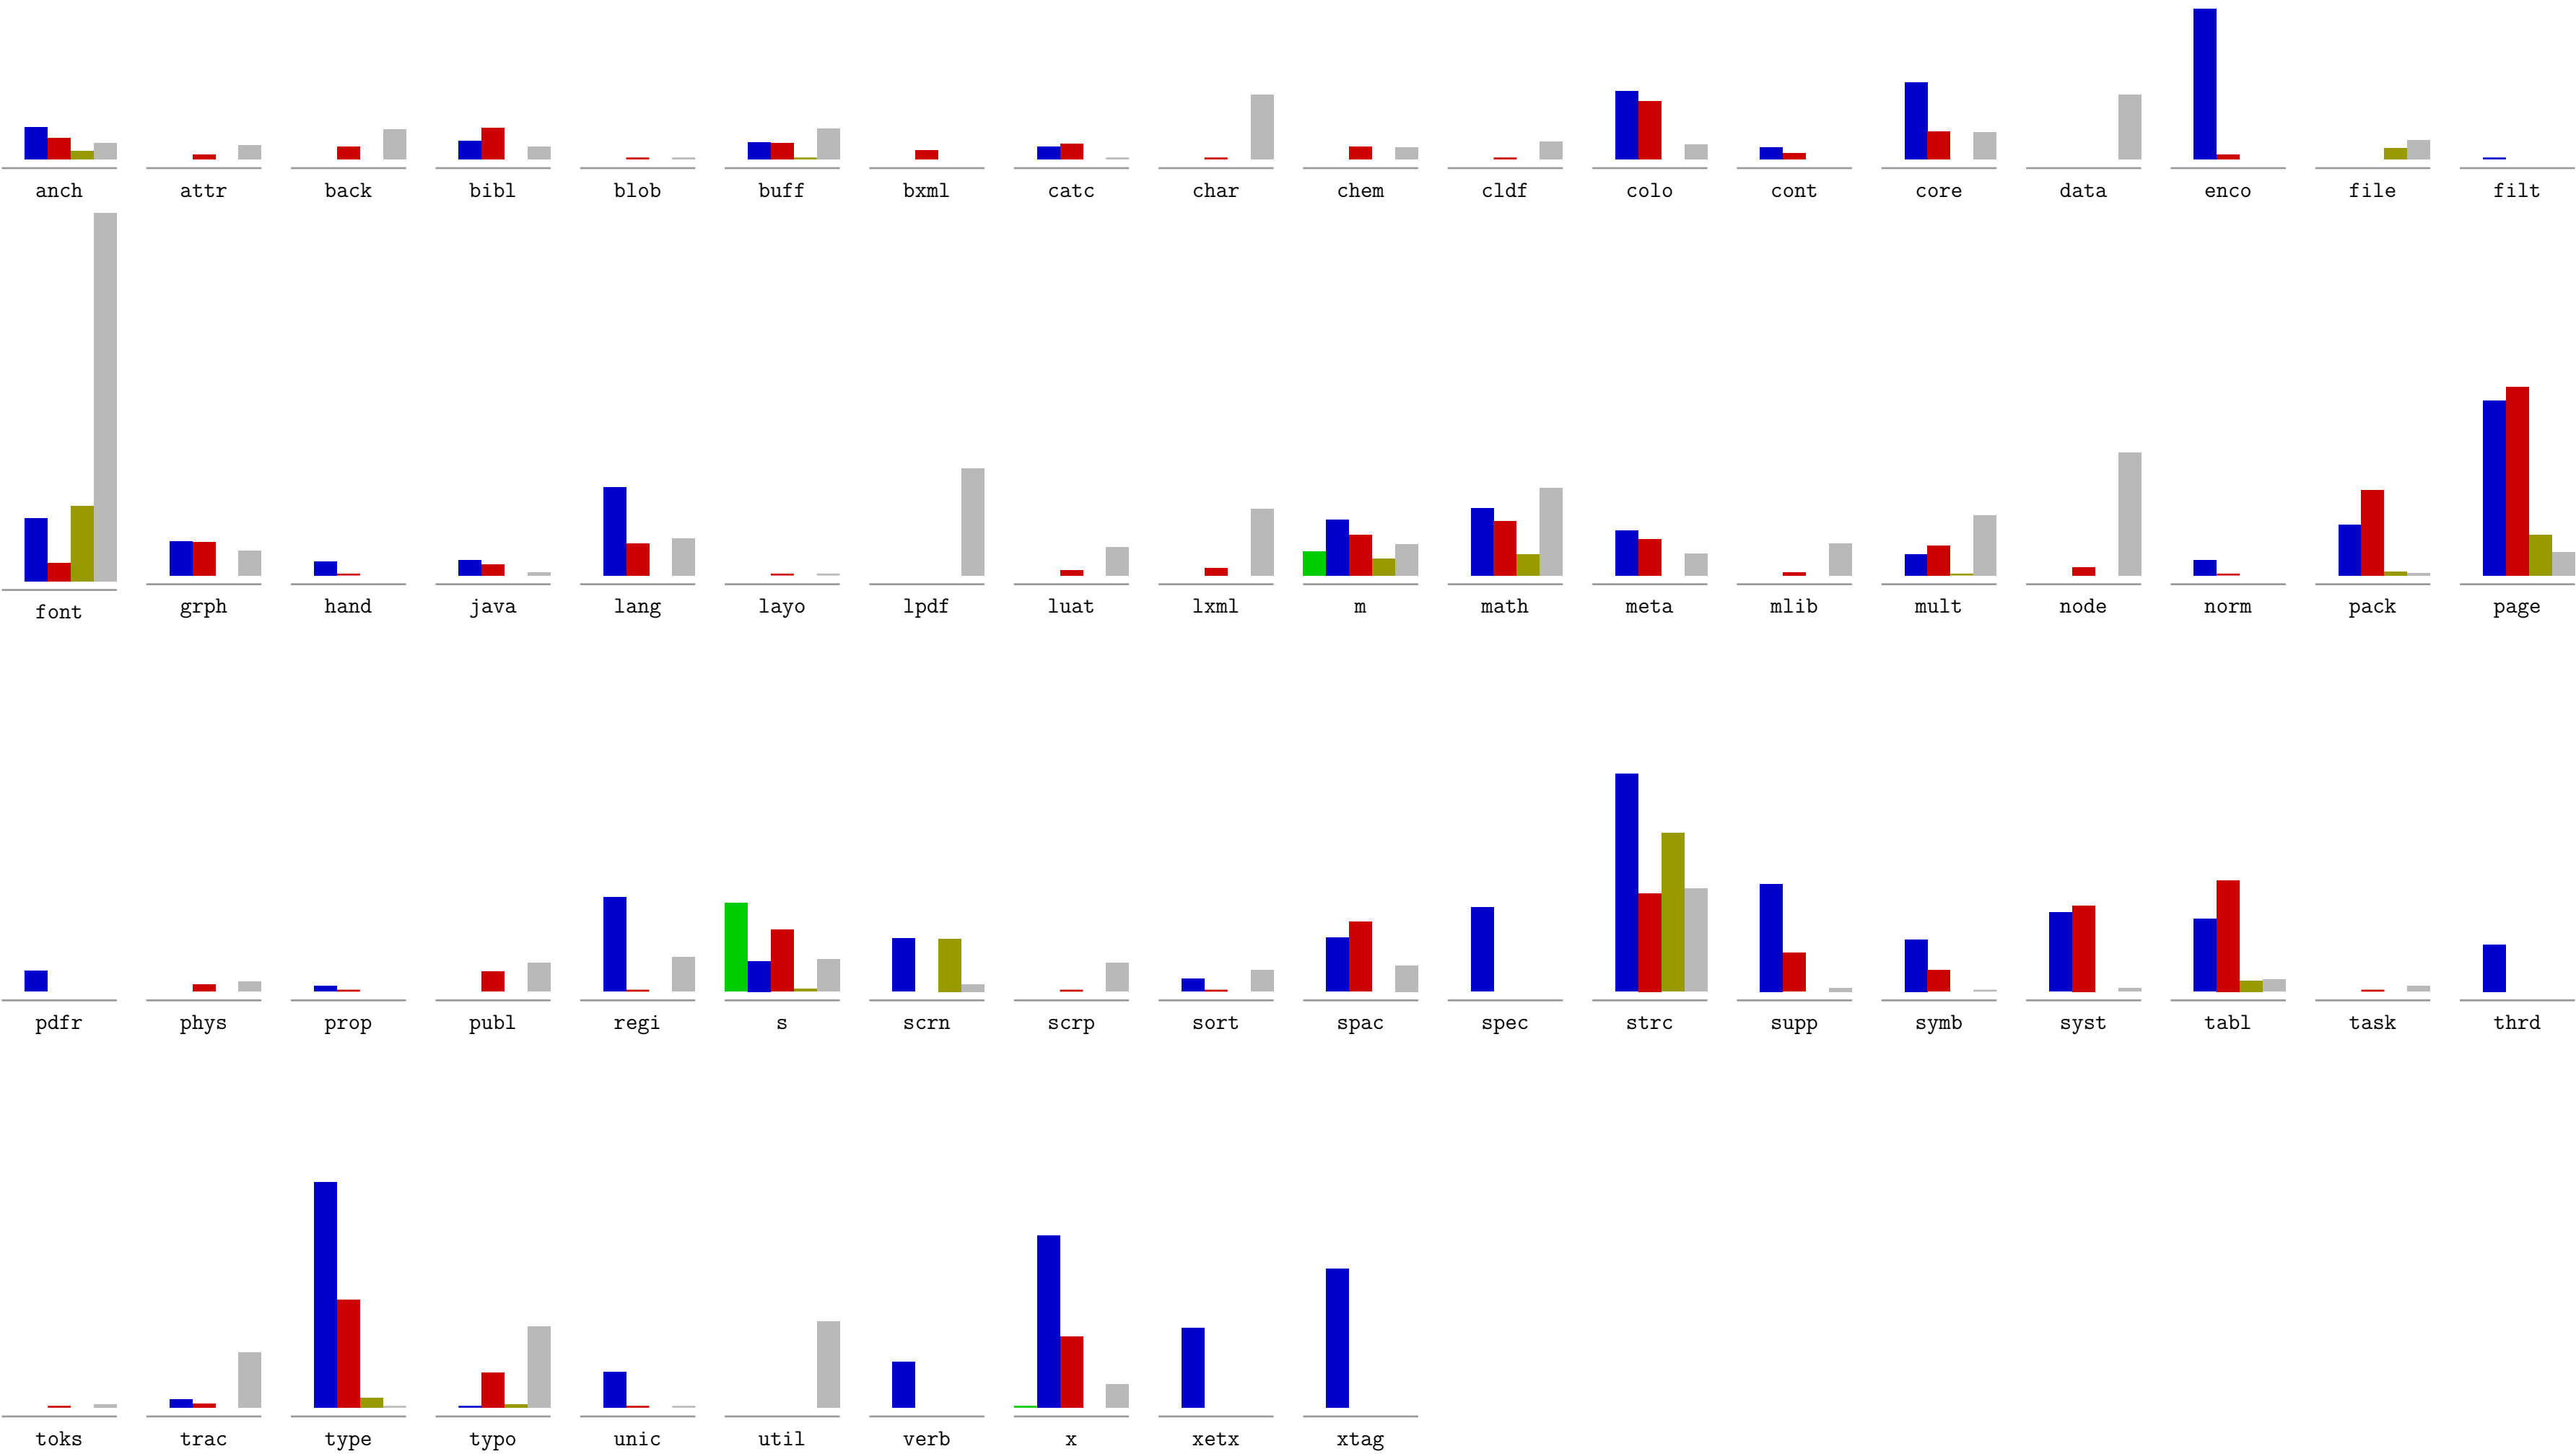 anch attr back bibl blob buff bxml catc char chem cldf colo cont core data enco file filt
font grph hand java lang layo lpdf luat lxml m math meta mlib mult node norm pack page
pdfr phys prop publ regi s scrn scrp sort spac spec strc supp symb syst tabl task thrd
toks trac type typo unic util verb x xetx xtag